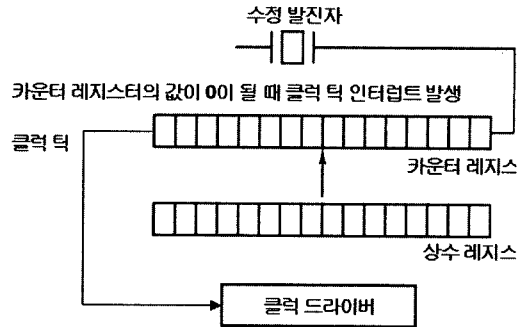 수정 발진자
카운터 레지스터의 값이 0이 될 때 클럭 틱 인터럽트 발생
클럭 틱
카운터 레지스
상수 레지스
클럭 드라이버